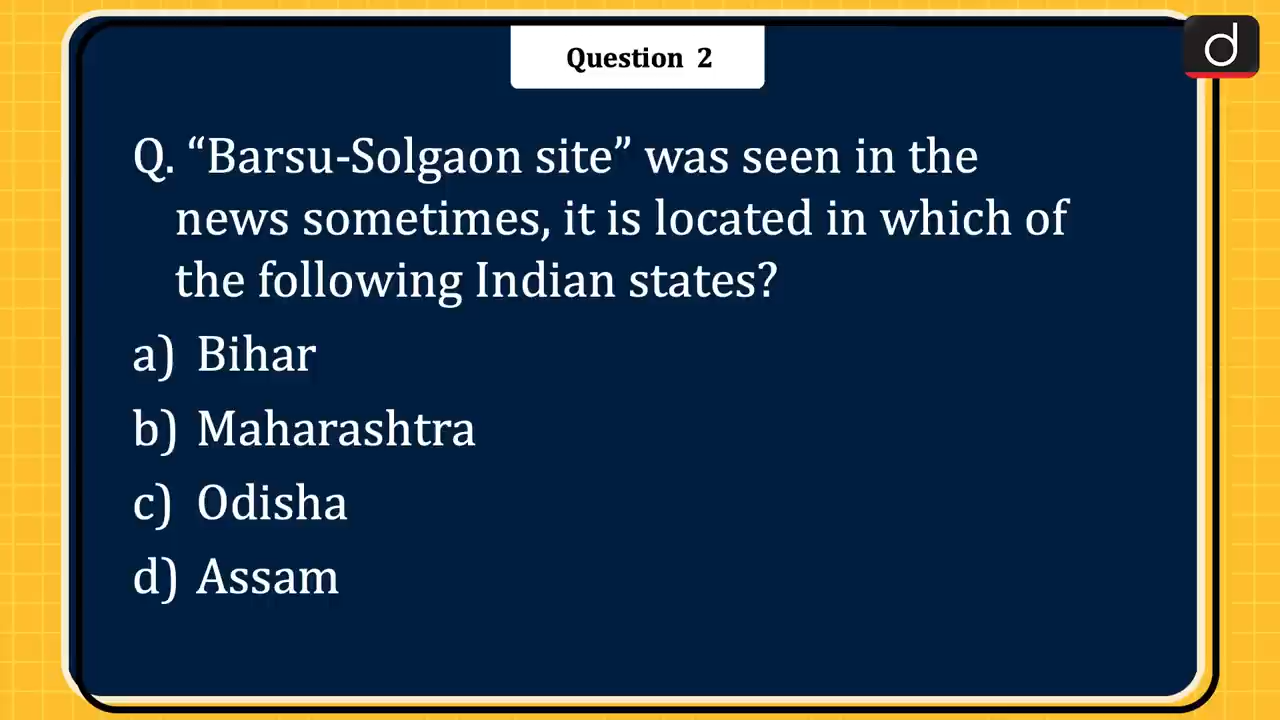 Question 2
d
Q. “Barsu-Solgaon site” was seen in the
news sometimes, it is located in which of
the following Indian states?
a) Bihar
b) Maharashtra
c) Odisha
d) Assam